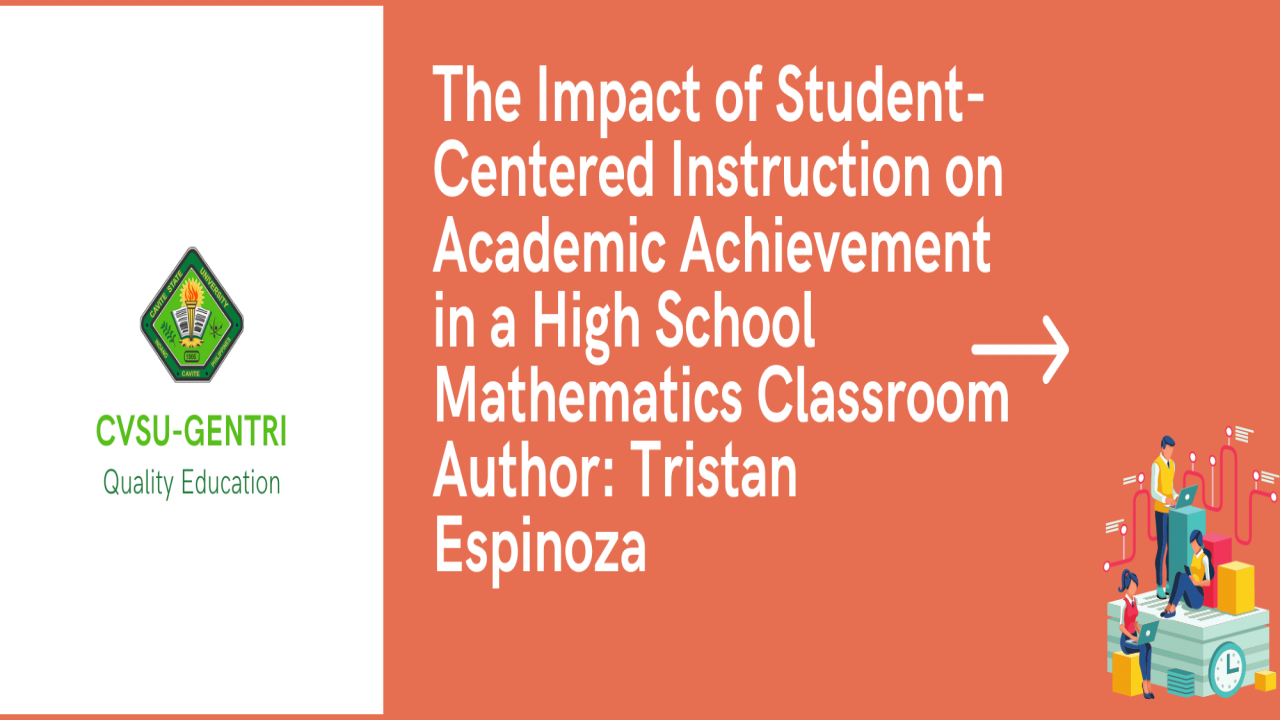 CAVITE STATE UNIVERSITY
1906
CAVITE
PHILIPPINES
CVSU-GENTRI
Quality Education
The Impact of Student-
Centered Instruction on
Academic Achievement
in a High School
Mathematics Classroom
Author: Tristan
Espinoza